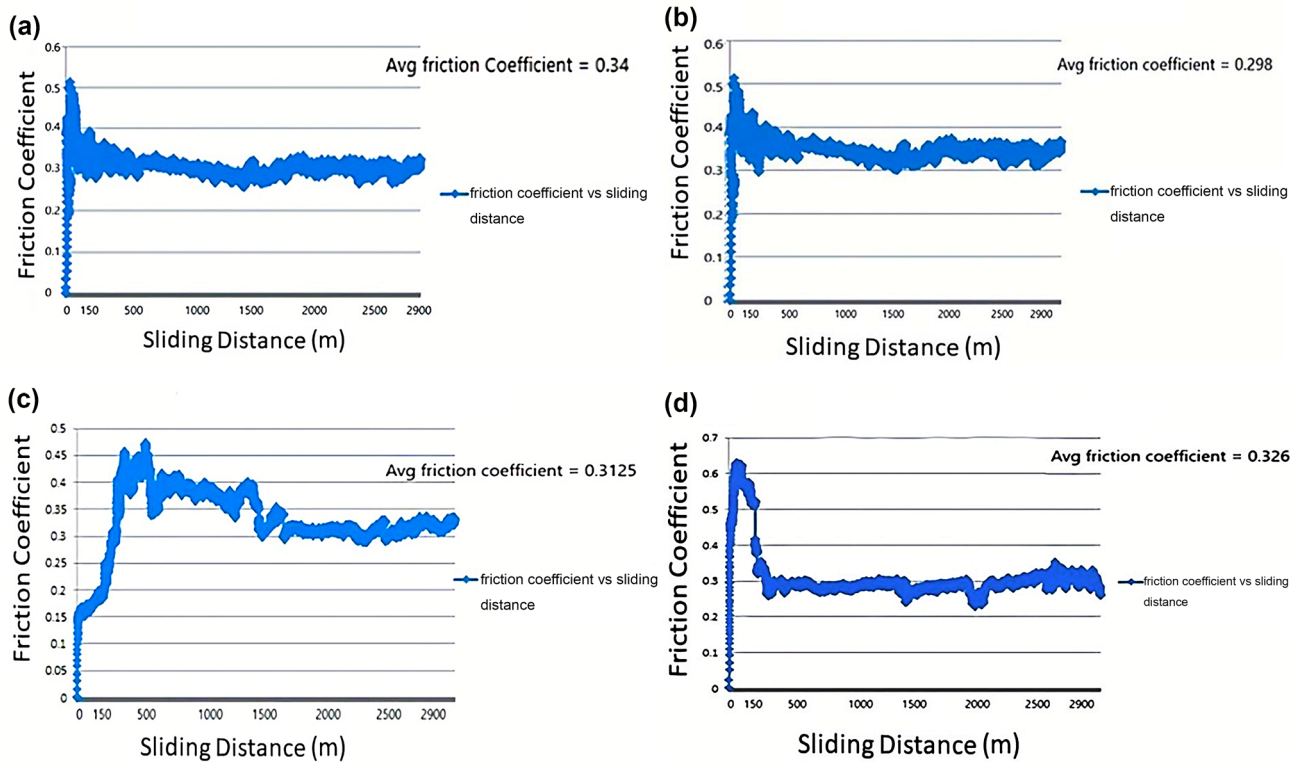 (a)
0.6
Avg friction Coefficient = 0.34
0.5
0.4
0.3
0.2
0.1
0
Friction Coefficient
friction coefficient vs sliding
distance
0 150 500 1000 1500 2000 2500 2900
Sliding Distance (m)
(b)
0.6
Avg friction coefficient = 0.298
0.5
0.4
0.3
0.2
0.1
0
Friction Coefficient
friction coefficient vs sliding
distance
0 150 500 1000 1500 2000 2500 2900
Sliding Distance (m)
(c)
0.5
0.45
Avg friction coefficient = 0.3125
0.4
0.35
0.3
0.25
0.2
0.15
0.1
0.05
0
Friction Coefficient
friction coefficient vs sliding
distance
0 150 500 1000 1500 2000 2500 2900
Sliding Distance (m)
(d)
0.7
Avg friction coefficient = 0.326
0.6
0.5
0.4
0.3
0.2
0.1
0
Friction Coefficient
friction coefficient vs sliding
distance
0 150 500 1000 1500 2000 2500 2900
Sliding Distance (m)